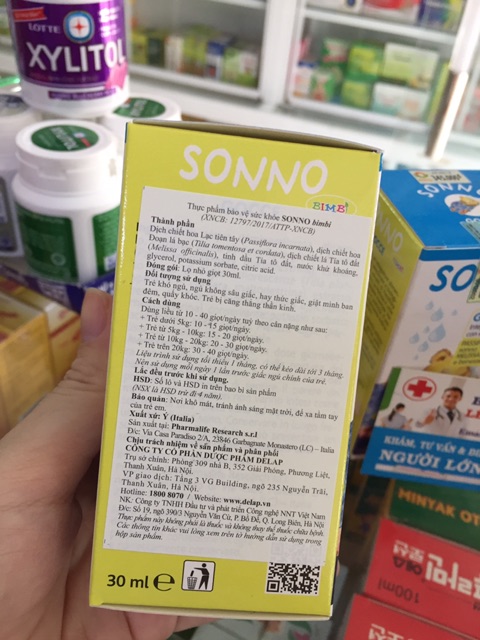 LOTTE
XYLITOL
SONNO
BIMBI
Thực phẩm bảo vệ sức khỏe SONNO bimbi
(XNCB: 12797/2017/ATTP-XNCB)
Thành phần
Dịch chiết hoa Lạc tiên tây (Passiflora incarnata), dịch chiết hoa
Đoạn lá bạc (Tilia tomentosa et cordata), dịch chiết lá Tía tô đất
(Melissa officinalis), tinh dầu Tía tô đất, nước khử khoáng,
glycerol, potassium sorbate, citric acid.
Đóng gói: Lọ nhỏ giọt 30ml.
Đối tượng sử dụng
Trẻ khó ngủ, ngủ không sâu giấc, hay thức giấc, giật mình ban
đêm, quấy khóc. Trẻ bị căng thẳng thần kinh.
Cách dùng
Dùng liều từ 10 - 40 giọt/ngày tuỳ theo cân nặng như sau:
+ Trẻ dưới 5kg: 10 -15 giọt/ngày.
+ Trẻ từ 5kg - 10kg: 15 - 20 giọt/ngày.
+ Trẻ từ 10kg - 20kg: 20 - 30 giọt/ngày.
+ Trẻ trên 20kg: 30 - 40 giọt/ngày.
Liệu trình sử dụng tối thiểu 1 tháng, có thể kéo dài tới 3 tháng.
Nên sử dụng mỗi ngày 1 lần trước giấc ngủ chính của trẻ.
Lắc đều trước khi sử dụng.
HSD: Số lô và HSD in trên bao bì sản phẩm
(NSX là HSD trừ đi 4 năm).
Bảo quản: Nơi khô mát, tránh ánh sáng mặt trời, để xa tầm tay
của trẻ em.
Xuất xứ: Ý (Italia)
Sản xuất tại: Pharmalife Research s.r.l
Đ/c: Via Casa Paradiso 2/A, 23846 Garbagnate Monastero (LC) – Italia
Chịu trách nhiệm về sản phẩm và phân phối
CÔNG TY CỔ PHẦN DƯỢC PHẨM DELAP
Trụ sở chính: Phòng 309 nhà B, 352 Giải Phóng, Phương Liệt,
Thanh Xuân, Hà Nội.
VP giao dịch: Tầng 3 VG Building, ngõ 235 Nguyễn Trãi,
Thanh Xuân, Hà Nội.
Hotline: 1800 8070 / Website: www.delap.vn
NK: Công ty TNHH Đầu tư và phát triển Công nghệ NNT Việt Nam
Đ/c: Số 19, ngõ 390/3 Nguyễn Văn Cừ, P. Bồ Đề, Q. Long Biên, Hà Nội
Thực phẩm này không phải là thuốc và không thay thế thuốc chữa bệnh.
Các thông tin khác vui lòng xem trên tờ hướng dẫn sử dụng trong
hộp sản phẩm.
30 ml e
SONN
KHÁM, TƯ VẤN & Đ
NGƯỜI LỚN
MINYAK OT
100ml